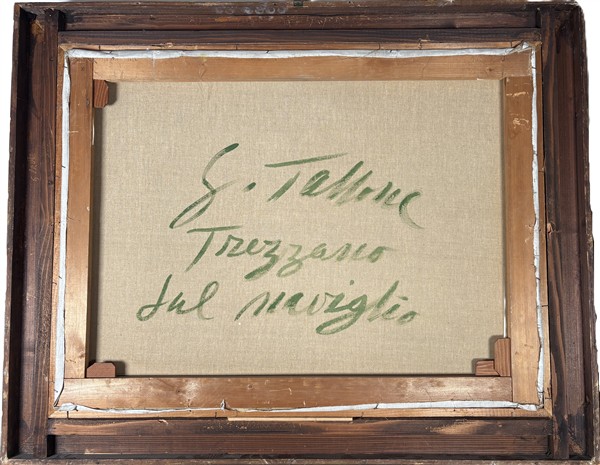 G. Tallone
Trezzano
sul naviglio